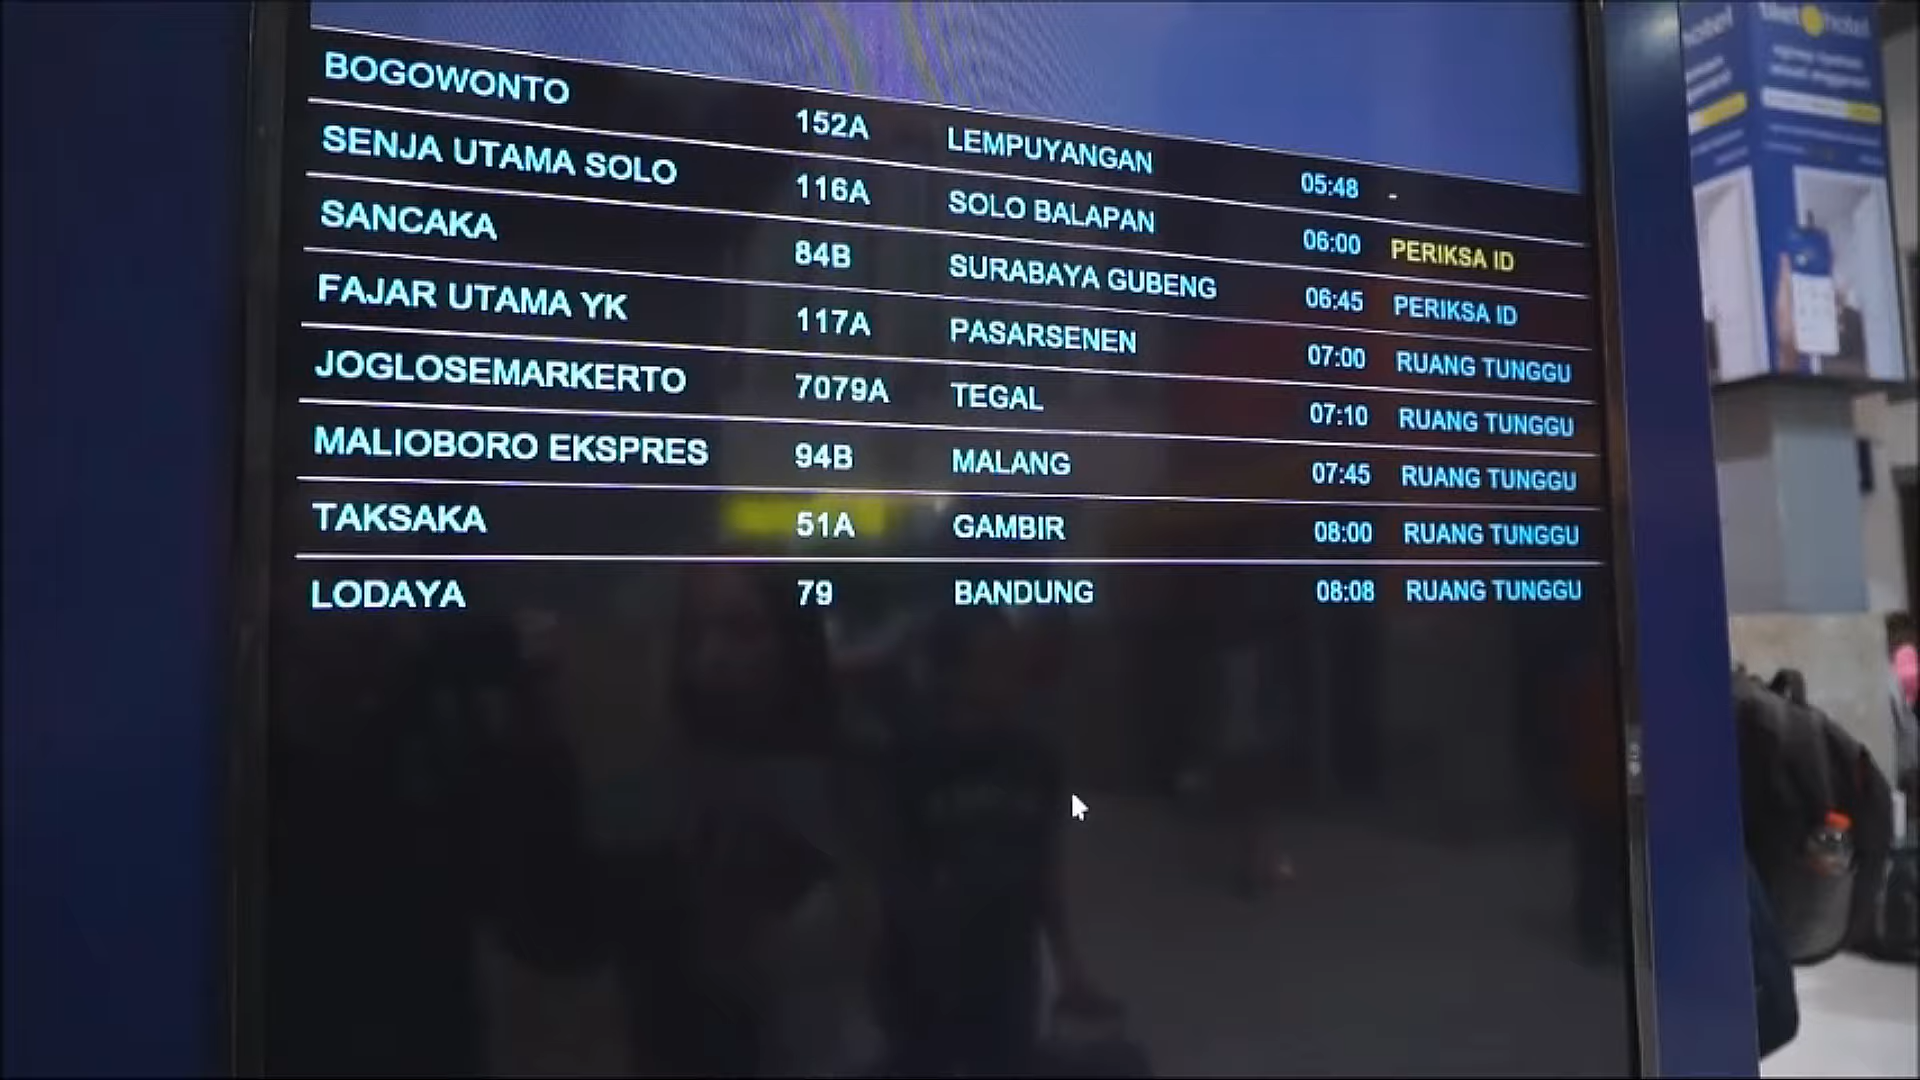 BOGOWONTO 152A LEMPUYANGAN 05:48 -
SENJA UTAMA SOLO 116A SOLO BALAPAN 06:00 PERIKSA ID
SANCAKA 84B SURABAYA GUBENG 06:45 PERIKSA ID
FAJAR UTAMA YK 117A PASARSENEN 07:00 RUANG TUNGGU
JOGLOSEMARKERTO 7079A TEGAL 07:10 RUANG TUNGGU
MALIOBORO EKSPRES 94B MALANG 07:45 RUANG TUNGGU
TAKSAKA 51A GAMBIR 08:00 RUANG TUNGGU
LODAYA 79 BANDUNG 08:08 RUANG TUNGGU